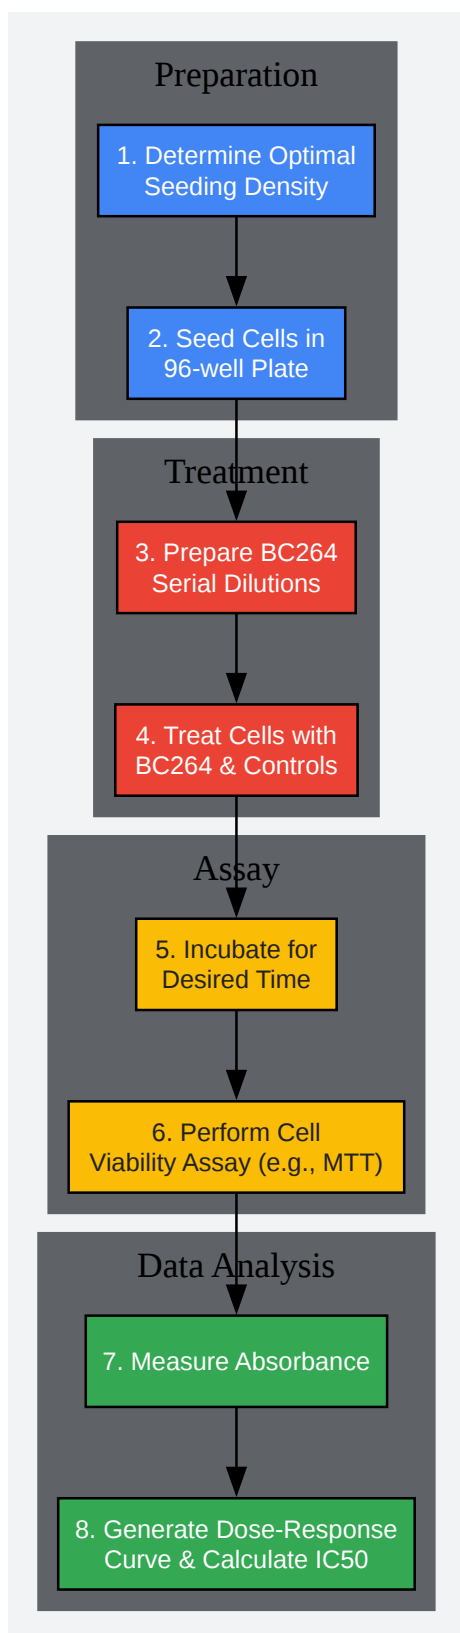 Preparation
1. Determine Optimal
Seeding Density
2. Seed Cells in
96-well Plate
Treatment
3. Prepare BC264
Serial Dilutions
4. Treat Cells with
BC264 & Controls
Assay
5. Incubate for
Desired Time
6. Perform Cell
Viability Assay (e.g., MTT)
Data Analysis
7. Measure Absorbance
8. Generate Dose-Response
Curve & Calculate IC50